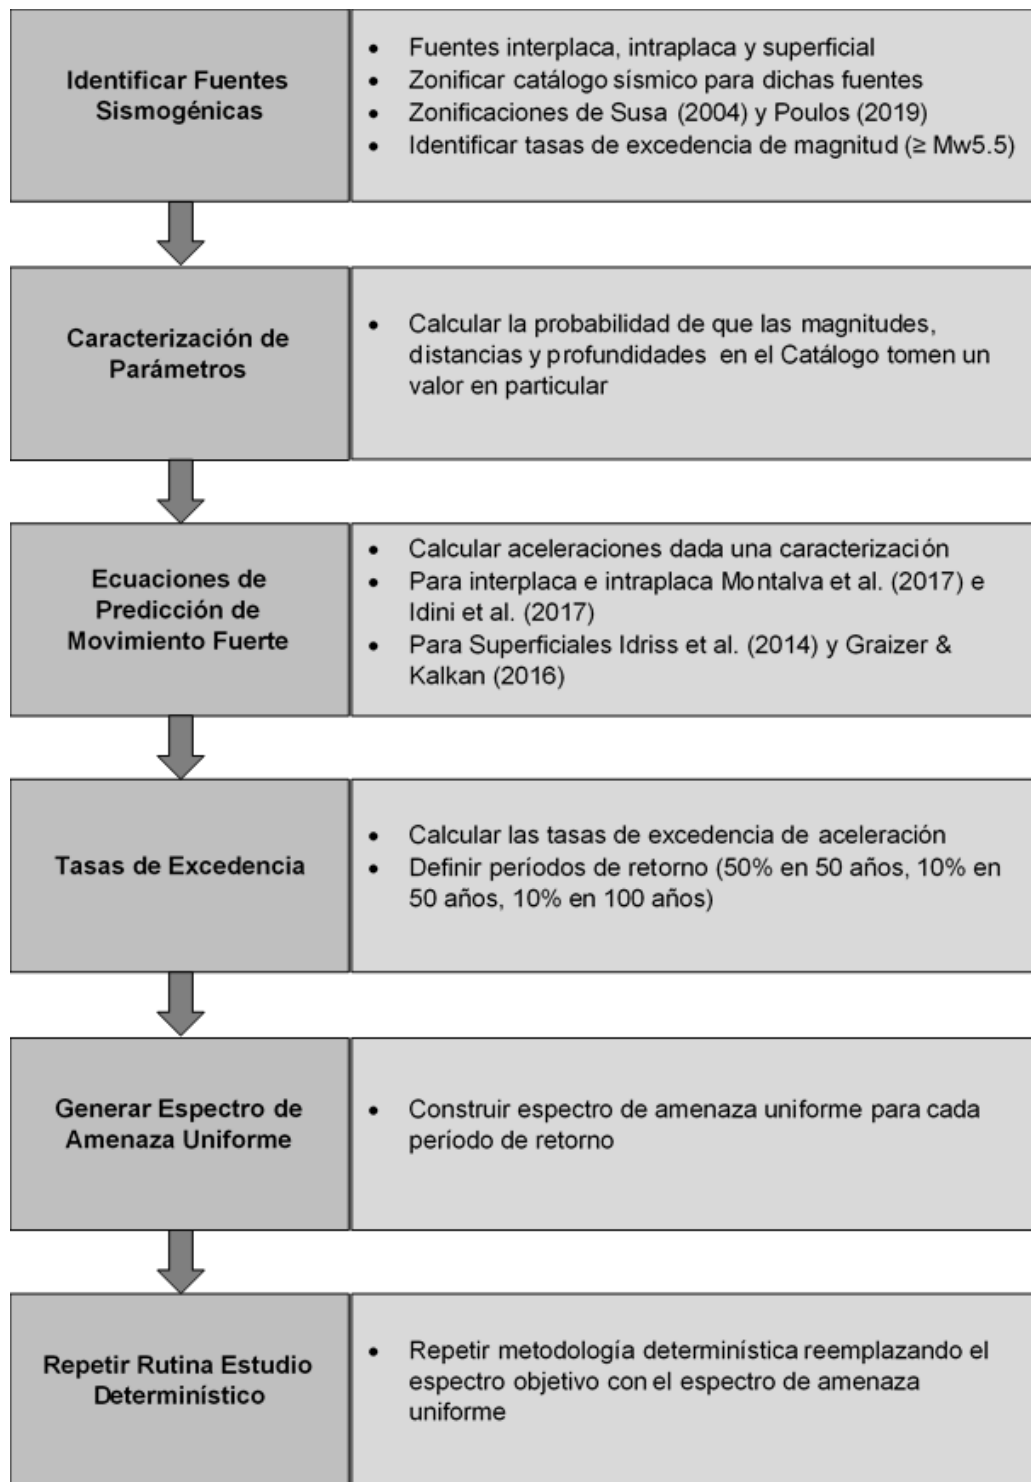 Identificar Fuentes
Sismogénicas
• Fuentes interplaca, intraplaca y superficial
• Zonificar catálogo sísmico para dichas fuentes
• Zonificaciones de Susa (2004) y Poulos (2019)
• Identificar tasas de excedencia de magnitud (≥ Mw5.5)
Caracterización de
Parámetros
• Calcular la probabilidad de que las magnitudes,
distancias y profundidades en el Catálogo tomen un
valor en particular
Ecuaciones de
Predicción de
Movimiento Fuerte
• Calcular aceleraciones dada una caracterización
• Para interplaca e intraplaca Montalva et al. (2017) e
Idini et al. (2017)
• Para Superficiales Idriss et al. (2014) y Graizer &
Kalkan (2016)
Tasas de Excedencia
• Calcular las tasas de excedencia de aceleración
• Definir períodos de retorno (50% en 50 años, 10% en
50 años, 10% en 100 años)
Generar Espectro de
Amenaza Uniforme
• Construir espectro de amenaza uniforme para cada
período de retorno
Repetir Rutina Estudio
Determinístico
• Repetir metodología determinística reemplazando el
espectro objetivo con el espectro de amenaza
uniforme